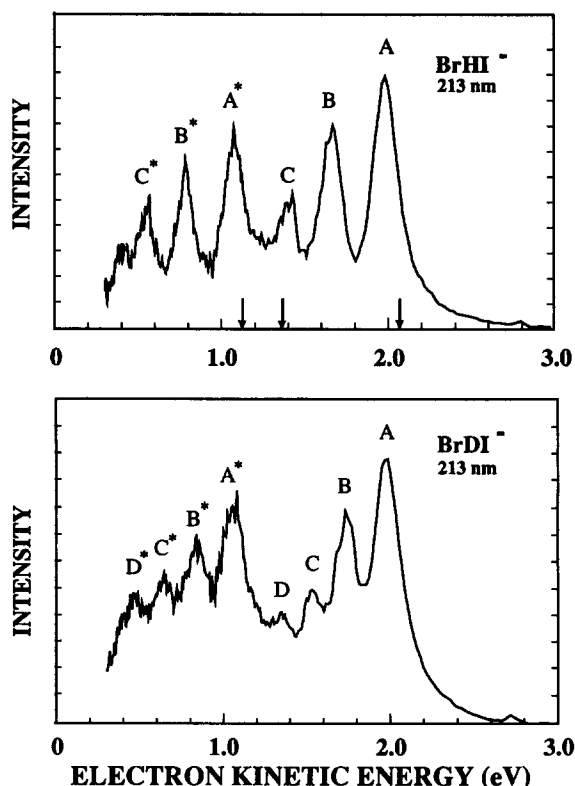 A
BrHI -
213 nm
B
A*
B*
C
C*
INTENSITY
0 1.0 2.0 3.0
A
BrDI -
213 nm
A*
B
B*
C*
D*
C
D
INTENSITY
0 1.0 2.0 3.0
ELECTRON KINETIC ENERGY (eV)